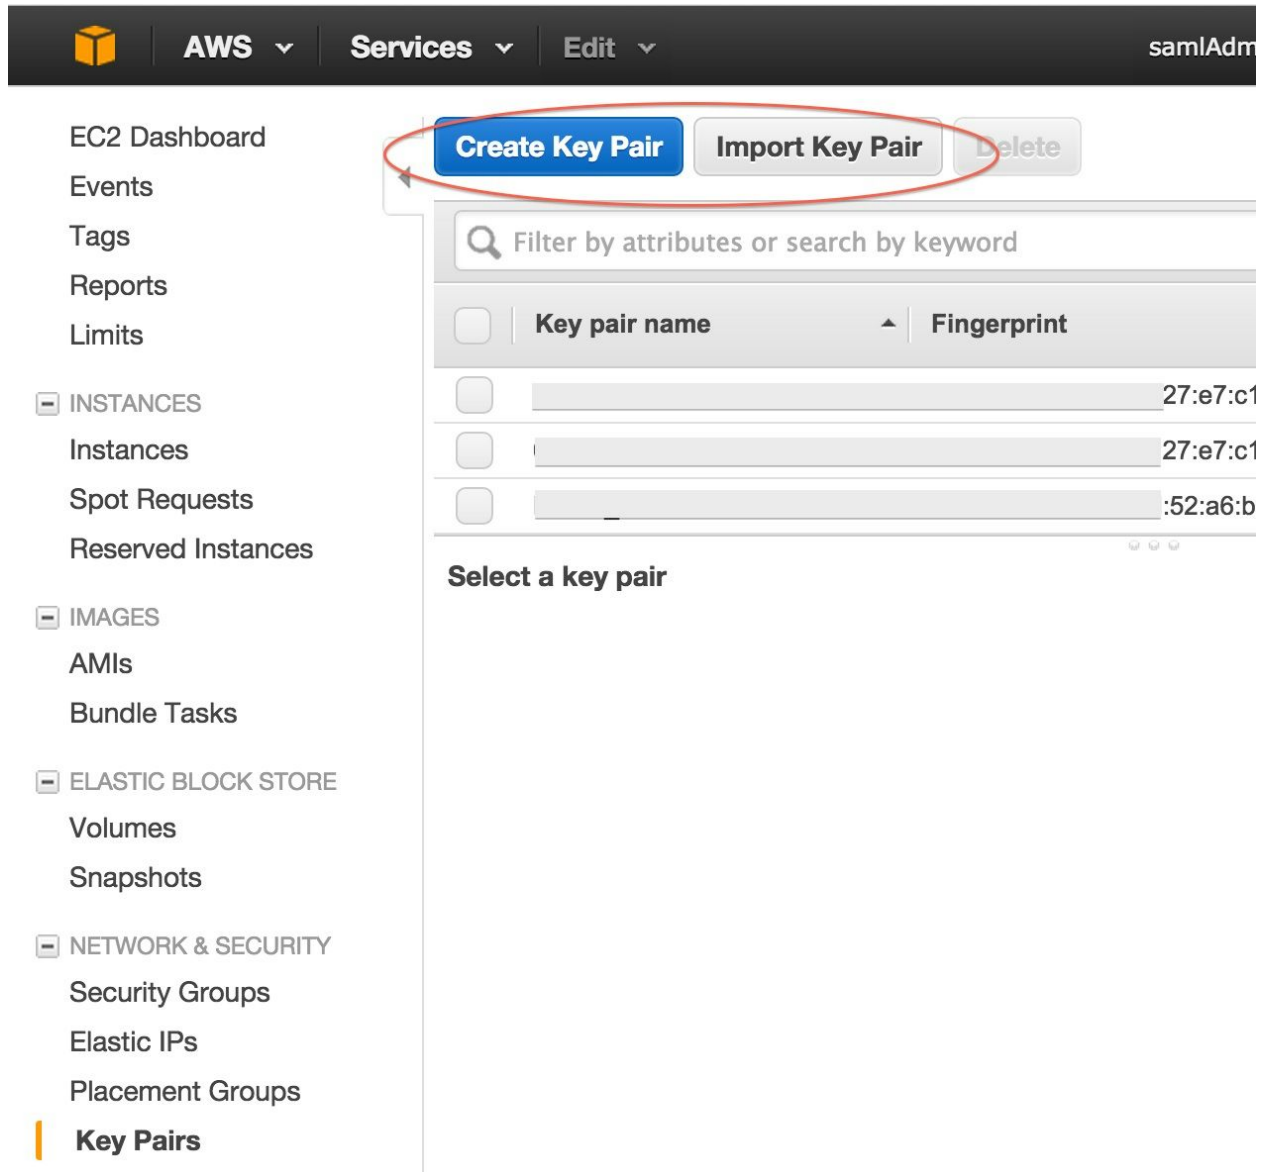 AWS Services Edit samlAdm
EC2 Dashboard
Events
Tags
Reports
Limits
INSTANCES
Instances
Spot Requests
Reserved Instances
IMAGES
AMIs
Bundle Tasks
ELASTIC BLOCK STORE
Volumes
Snapshots
NETWORK & SECURITY
Security Groups
Elastic IPs
Placement Groups
Key Pairs
Create Key Pair Import Key Pair Delete
Filter by attributes or search by keyword
Key pair name Fingerprint
27:e7:c1
27:e7:c1
:52:a6:b
Select a key pair